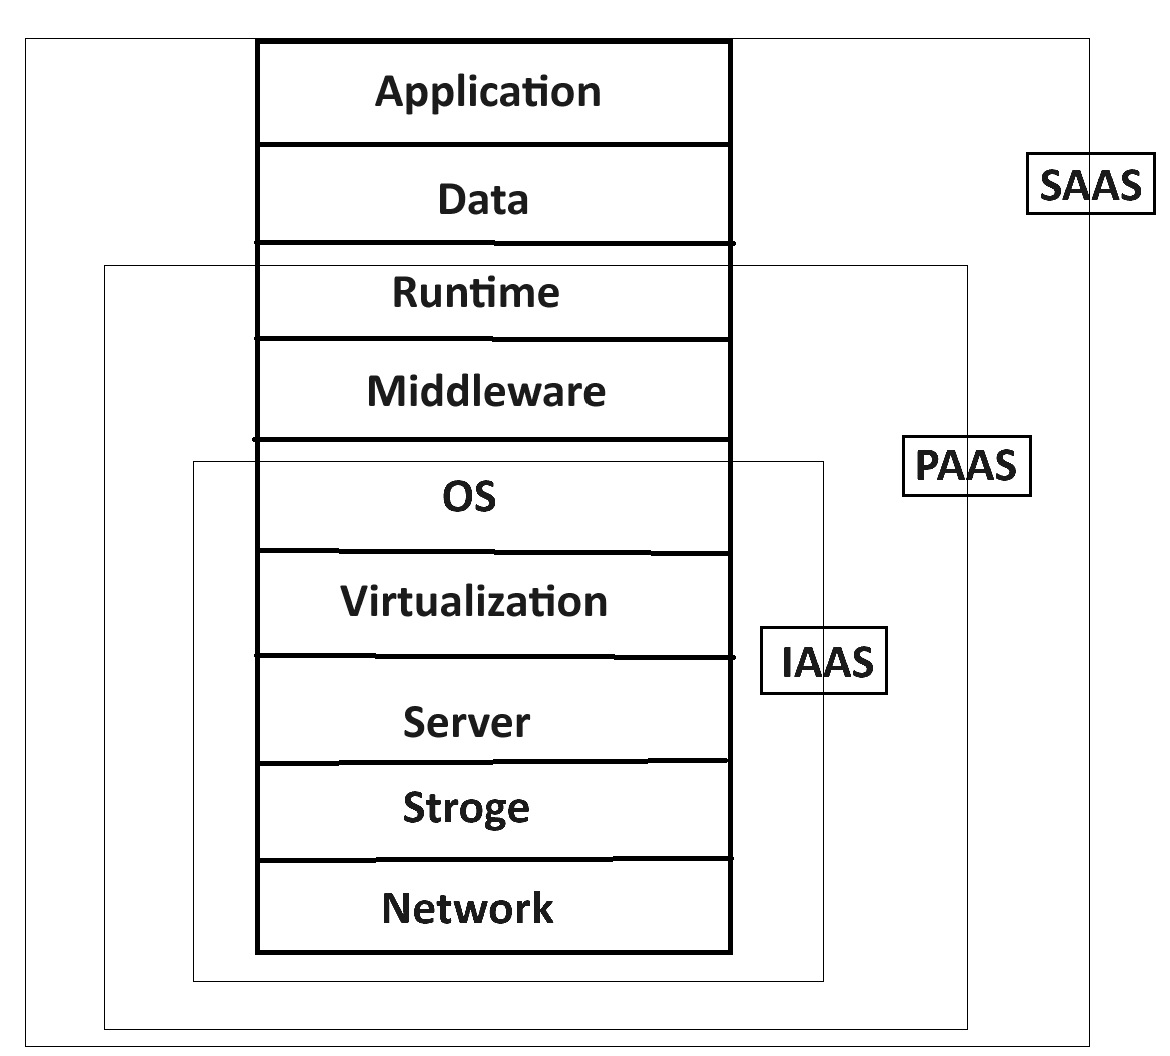 Application
Data
SAAS
Runtime
Middleware
PAAS
OS
Virtualization
IAAS
Server
Stroge
Network